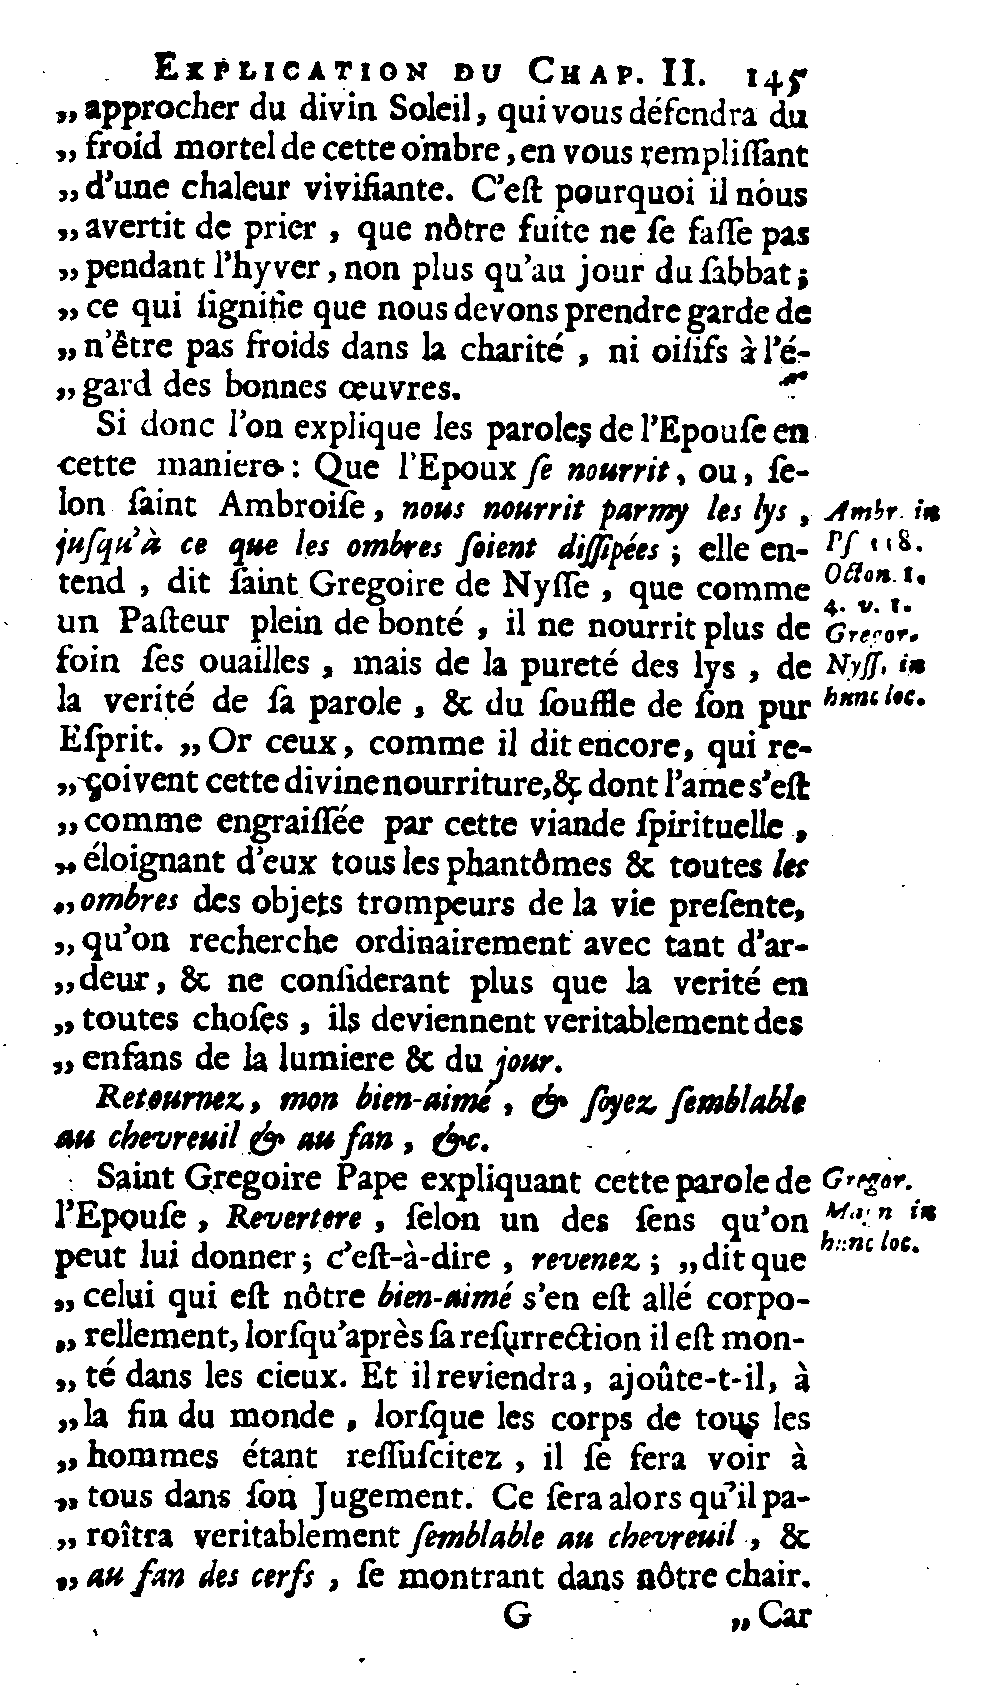 EXPLICATION DU CHAP. II. 145
„ approcher du divin Soleil, qui vous défendra du
„ froid mortel de cette ombre, en vous rempliſſant
„ d'une chaleur vivifiante. C'eſt pourquoi il nous
„ avertit de prier, que nôtre fuite ne ſe faſſe pas
„ pendant l'hyver, non plus qu'au jour du ſabbat;
„ ce qui ſignifie que nous devons prendre garde de
„ n'être pas froids dans la charité, ni oiſifs à l'é-
„ gard des bonnes œuvres.
Si donc l'on explique les paroles de l'Epouſe en
cette maniere: Que l'Epoux ſe nourrit, ou, ſe-
lon ſaint Ambroiſe, nous nourrit parmy les lys,
juſqu'à ce que les ombres ſoient diſſipées; elle en-
tend, dit ſaint Gregoire de Nyſſe, que comme
un Paſteur plein de bonté, il ne nourrit plus de
foin ſes ouailles, mais de la pureté des lys, de
la verité de ſa parole, & du ſouffle de ſon pur
Eſprit. „ Or ceux, comme il dit encore, qui re-
„ çoivent cette divine nourriture, & dont l'ame s'eſt
„ comme engraiſſée par cette viande ſpirituelle,
„ éloignant d'eux tous les phantômes & toutes les
„ ombres des objets trompeurs de la vie preſente,
„ qu'on recherche ordinairement avec tant d'ar-
„ deur, & ne conſiderant plus que la verité en
„ toutes choſes, ils deviennent veritablement des
„ enfans de la lumiere & du jour.
Retournez, mon bien-aimé, & ſoyez ſemblable
au chevreuil & au fan, &c.
Saint Gregoire Pape expliquant cette parole de
l'Epouſe, Revertere, ſelon un des ſens qu'on
peut lui donner; c'eſt-à-dire, revenez; „ dit que
„ celui qui eſt nôtre bien-aimé s'en eſt allé corpo-
„ rellement, lorſqu'après ſa reſurrection il eſt mon-
„ té dans les cieux. Et il reviendra, ajoûte-t-il, à
„ la fin du monde, lorſque les corps de tous les
„ hommes étant reſſuſcitez, il ſe fera voir à
„ tous dans ſon Jugement. Ce ſera alors qu'il pa-
„ roîtra veritablement ſemblable au chevreuil, &
„ au fan des cerfs, ſe montrant dans nôtre chair.
G „ Car
Ambr. in
Pſ 118.
Octon. 1.
4. v. 1.
Gregor.
Nyſſ. in
hunc loc.
Gregor.
Magn in
hunc loc.